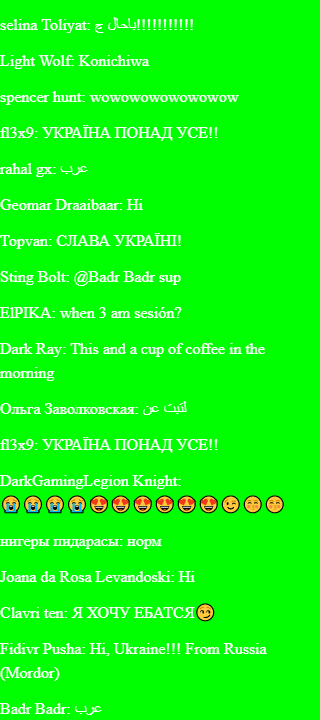 selina Toliyat: باحال ج!!!!!!!!!!!
Light Wolf: Konichiwa
spencer hunt: wowowowowowowow
fl3x9: УКРАЇНА ПОНАД УСЕ!!
rahal gx: عرب
Geomar Draaibaar: Hi
Topvan: СЛАВА УКРАЇНІ!
Sting Bolt: @Badr Badr sup
ElPIKA: when 3 am sesión?
Dark Ray: This and a cup of coffee in the
morning
Ольга Заволковская:
fl3x9: УКРАЇНА ПОНАД УСЕ!!
DarkGamingLegion Knight:
😭😭😭😭😍😍😍😍😍😍😉😙😙
нигеры пидарасы: норм
Joana da Rosa Levandoski: Hi
Clavri ten: Я ХОЧУ ЕБАТСЯ😏
Fidivr Pusha: Hi, Ukraine!!! From Russia
(Mordor)
Badr Badr: عرب